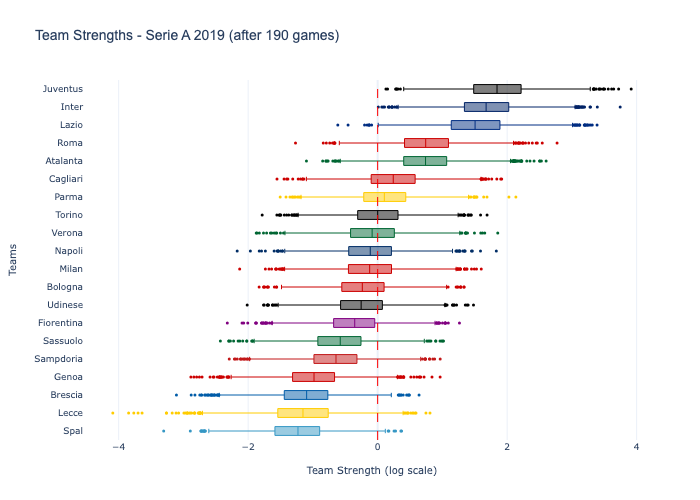 Team Strengths - Serie A 2019 (after 190 games)
Juventus
Inter
Lazio
Roma
Atalanta
Cagliari
Parma
Torino
Verona
Napoli
Milan
Bologna
Udinese
Fiorentina
Sassuolo
Sampdoria
Genoa
Brescia
Lecce
Spal
Teams
−4 −2 0 2 4
Team Strength (log scale)